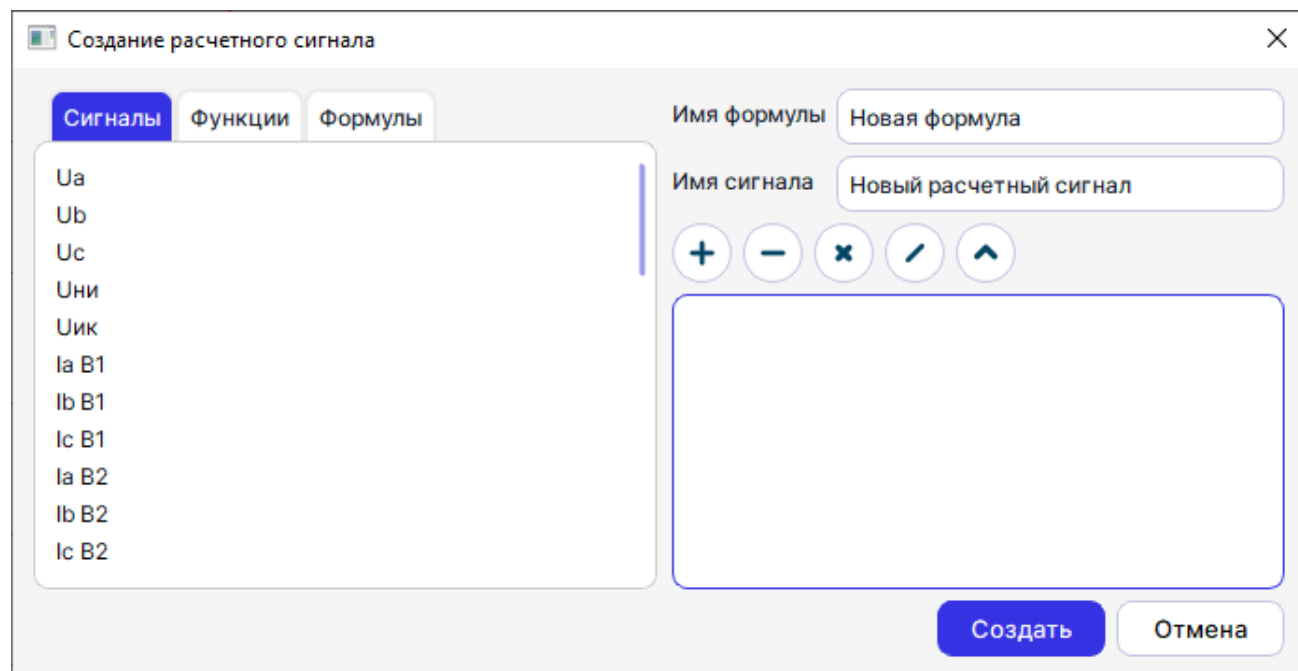 Создание расчетного сигнала
Сигналы Функции Формулы
Ua
Ub
Uc
Uни
Uик
Ia B1
Ib B1
Ic B1
Ia B2
Ib B2
Ic B2
Имя формулы Новая формула
Имя сигнала Новый расчетный сигнал
Создать Отмена